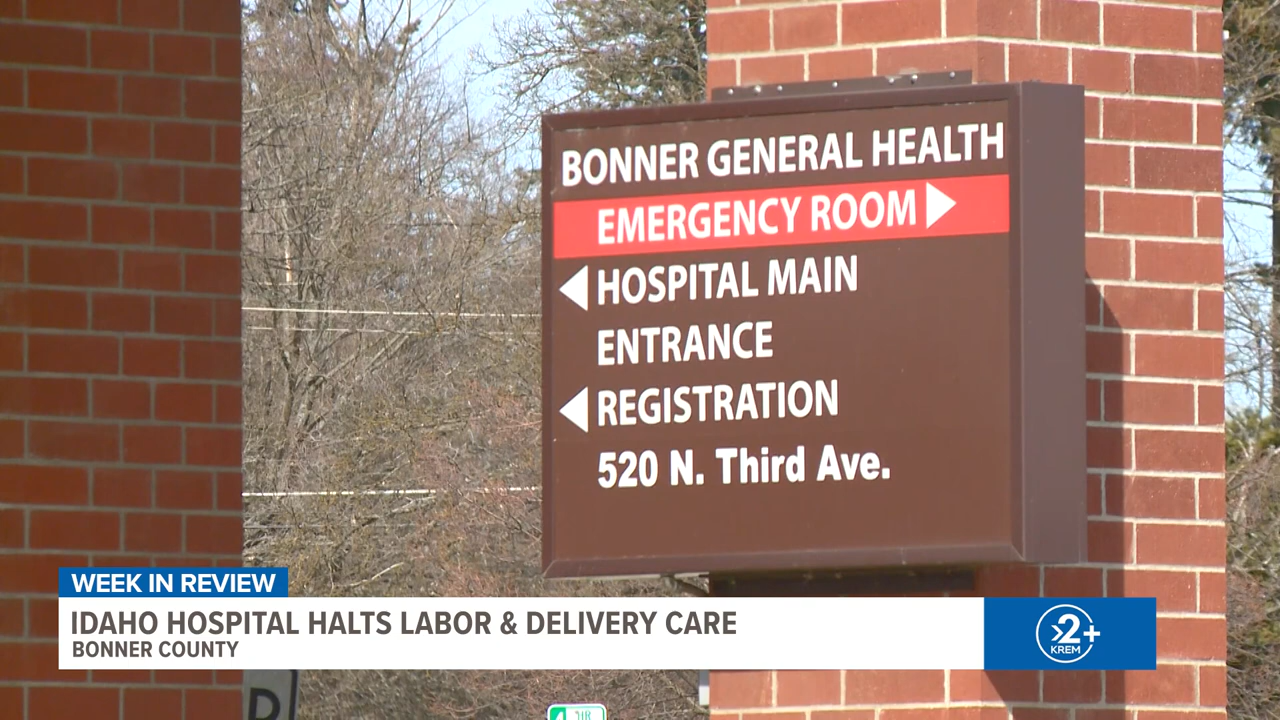 BONNER GENERAL HEALTH
EMERGENCY ROOM
HOSPITAL MAIN
ENTRANCE
REGISTRATION
520 N. Third Ave.
WEEK IN REVIEW
IDAHO HOSPITAL HALTS LABOR & DELIVERY CARE
BONNER COUNTY
2+
KREM
D